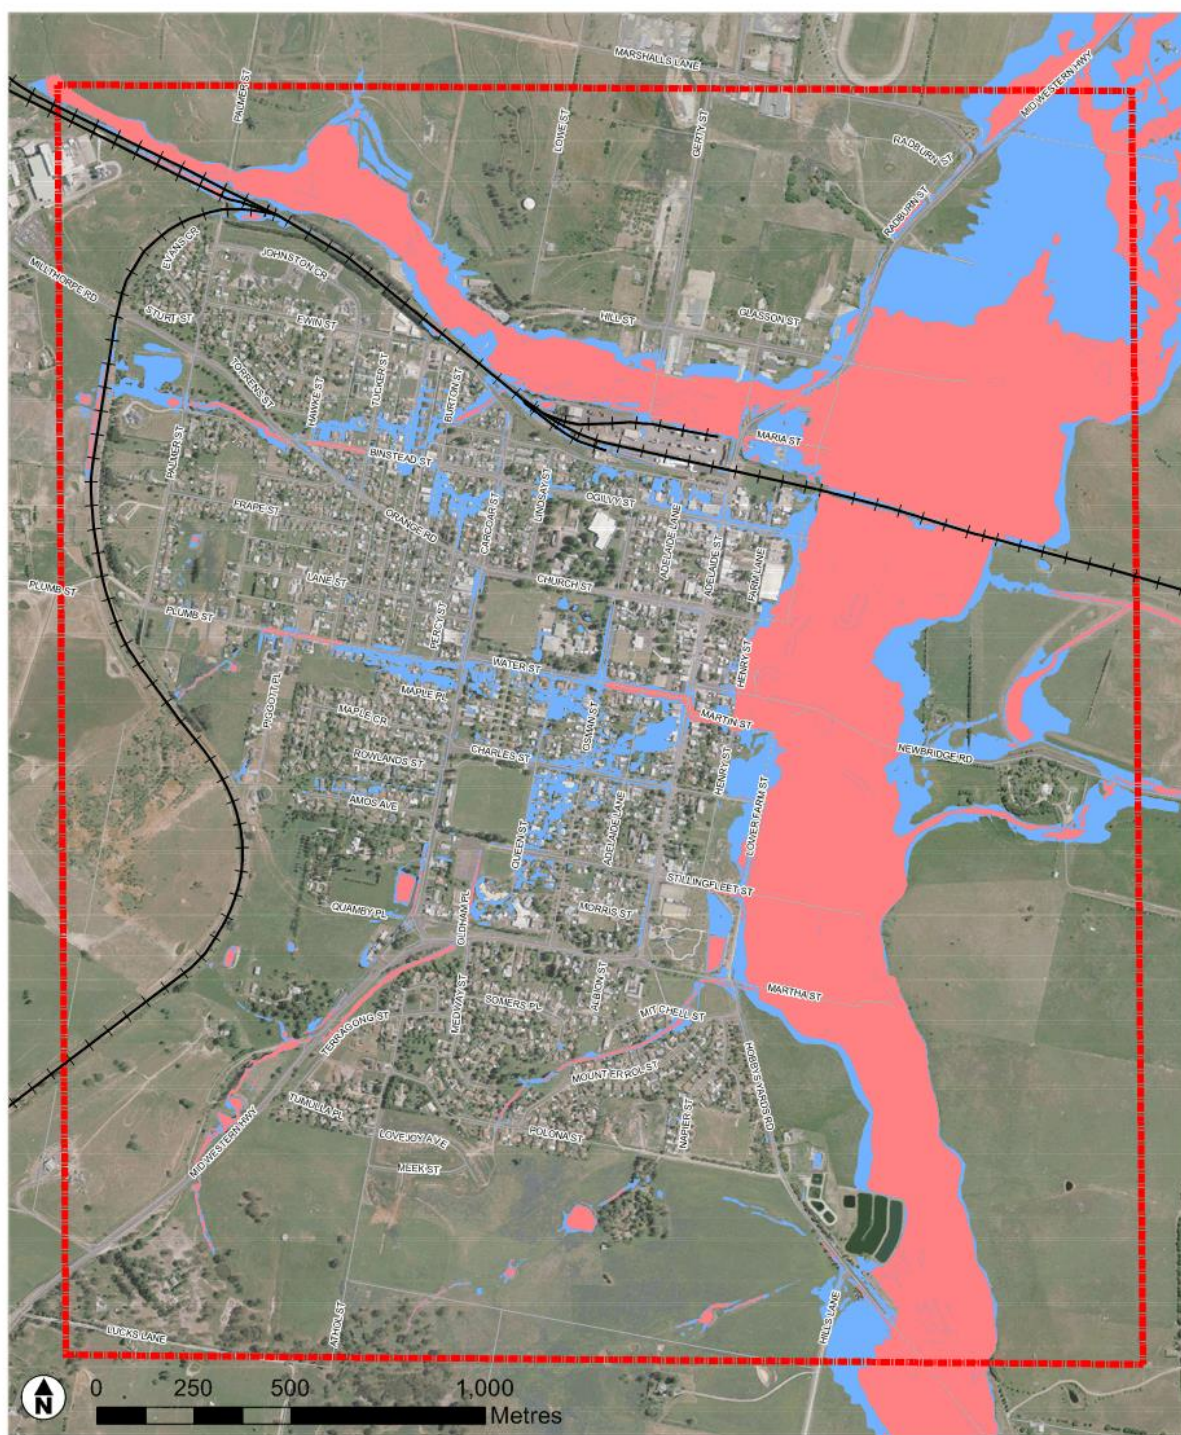 MARSHALLS LANE
MID WESTERN HWY
PALMER ST
LOWE ST
GERTY ST
RADBURN ST
RADBURN ST
EVANS CR
JOHNSTON CR
MILLTHORPE RD
STURT ST
EWIN ST
HILL ST
GLASSON ST
TORRENS ST
HAWKE ST
TUCKER ST
BURTON ST
MARIA ST
PALMER ST
BINSTEAD ST
LINDSAY ST
OGILVY ST
FRAPE ST
ORANGE RD
CARCOAR ST
ADELAIDE LANE
ADELAIDE ST
FARM LANE
LANE ST
CHURCH ST
PLUMB ST
PLUMB ST
PERCY ST
WATER ST
HENRY ST
PIGGOTT PL
MAPLE PL
MAPLE CR
OSMAN ST
MARTIN ST
ROWLANDS ST
CHARLES ST
HENRY ST
NEWBRIDGE RD
AMOS AVE
QUEEN ST
ADELAIDE LANE
LOWER FARM ST
STILLINGFLEET ST
QUAMBY PL
OLDHAM PL
MORRIS ST
MEDWAY ST
SOMERS PL
ALBION ST
MARTHA ST
TERRAGONG ST
MITCHELL ST
MOUNT ERROL ST
HOBBYS YARDS RD
TUMULLA PL
MID WESTERN HWY
LOVEJOY AVE
POLONA ST
NAPIER ST
MEEK ST
LUCKS LANE
ATHOL ST
HILLS LANE
N
0 250 500 1,000
Metres